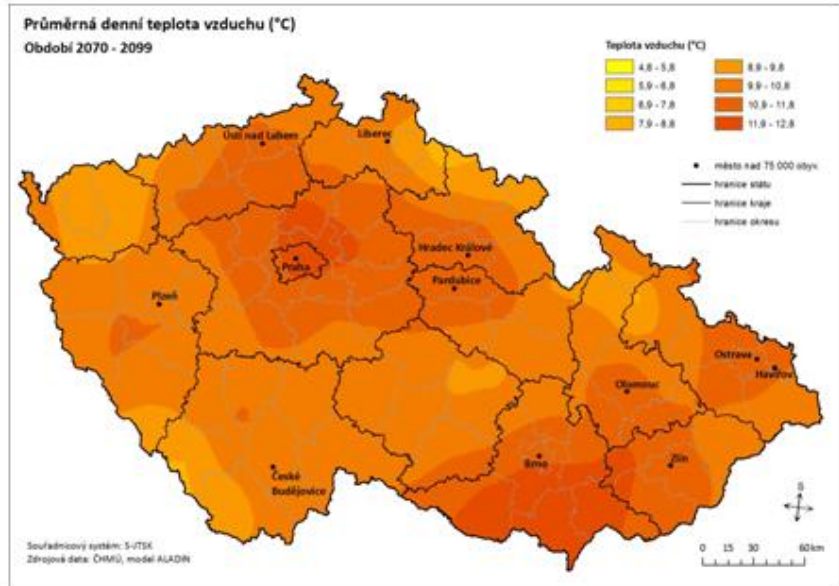 Průměrná denní teplota vzduchu (°C)
Období 2070 - 2099
Teplota vzduchu (°C)
4,8 - 5,8
5,9 - 6,8
6,9 - 7,8
7,9 - 8,8
8,9 - 9,8
9,9 - 10,8
10,9 - 11,8
11,9 - 12,8
město nad 75 000 obyv.
hranice státu
hranice kraje
hranice okresu
Ústí nad Labem
Liberec
Hradec Králové
Praha
Pardubice
Plzeň
Ostrava
Havířov
Olomouc
Brno
Zlín
České
Budějovice
S
Souřadnicový systém: S-JTSK
Zdrojová data: ČHMÚ, model ALADIN
0 15 30 60 km